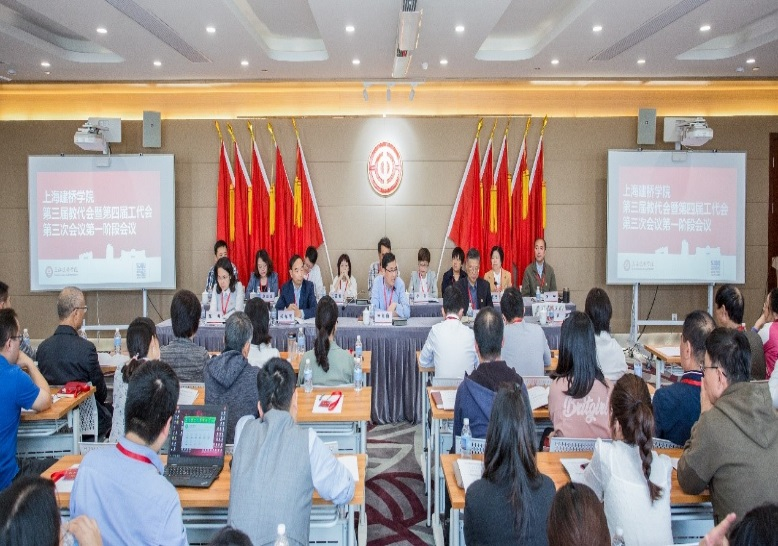 上海建桥学院
第三届教代会暨第四届工代会
第三次会议第一阶段会议
上海建桥学院
第三届教代会暨第四届工代会
第三次会议第一阶段会议
Delight